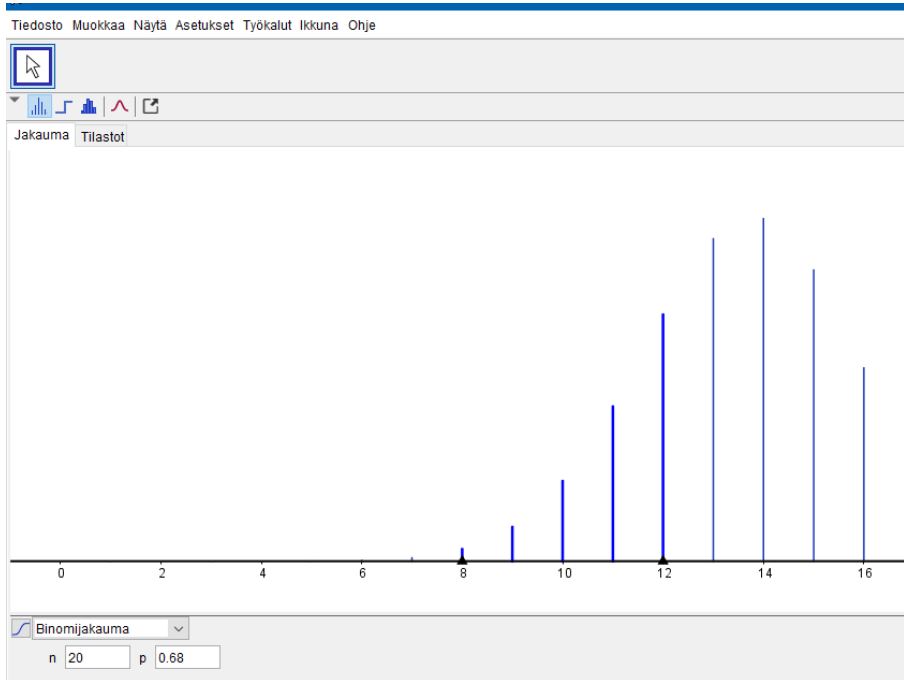 Tiedosto Muokkaa Näytä Asetukset Työkalut Ikkuna Ohje
Jakauma Tilastot
0 2 4 6 8 10 12 14 16
Binomijakauma
n 20 p 0.68